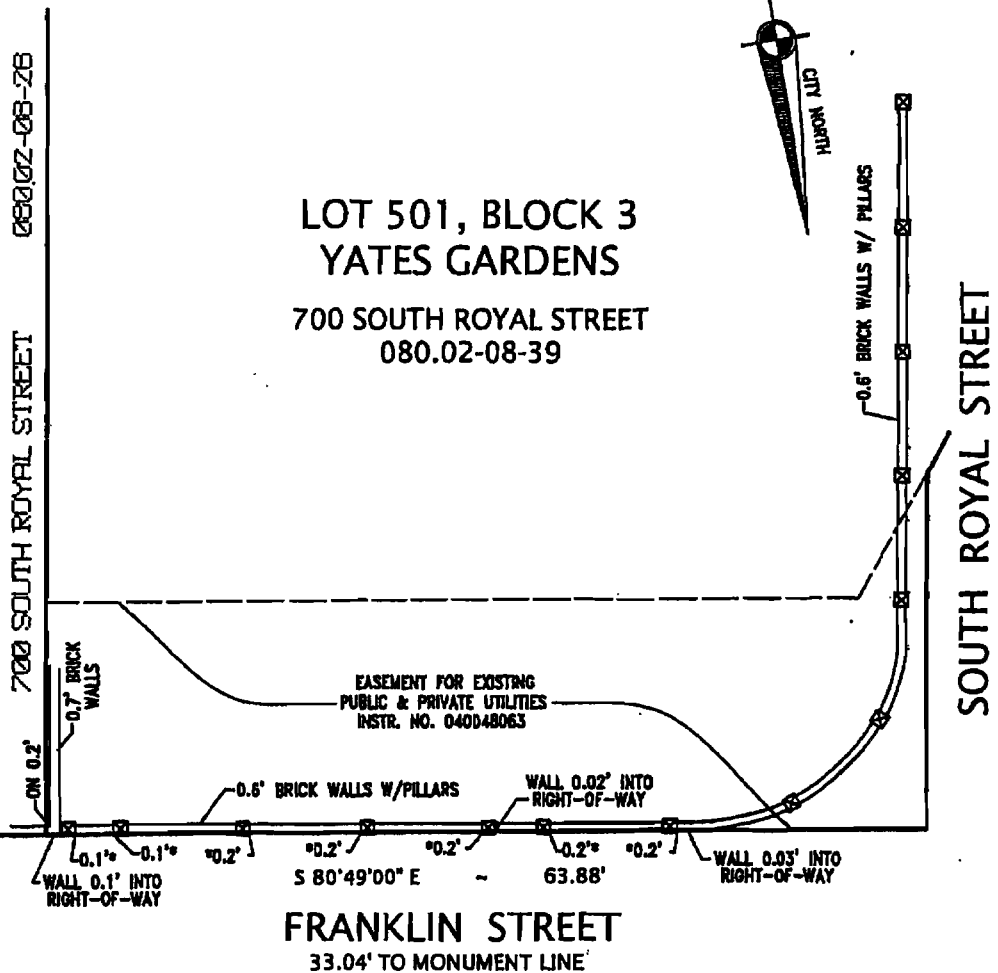 CITY NORTH
LOT 501, BLOCK 3
YATES GARDENS
700 SOUTH ROYAL STREET
080.02-08-39
700 SOUTH ROYAL STREET 080.02-08-28
0.6' BRICK WALLS W/ PILLARS
SOUTH ROYAL STREET
0.7' BRICK
WALLS
ON 0.2'
EASEMENT FOR EXISTING
PUBLIC & PRIVATE UTILITIES
INSTR. NO. 040048063
0.6' BRICK WALLS W/PILLARS
WALL 0.02' INTO
RIGHT-OF-WAY
0.1'*
0.1'*
*0.2'
*0.2'
*0.2'
0.2'*
*0.2'
WALL 0.1' INTO
RIGHT-OF-WAY
WALL 0.03' INTO
RIGHT-OF-WAY
S 80°49'00" E ~ 63.88'
FRANKLIN STREET
33.04' TO MONUMENT LINE